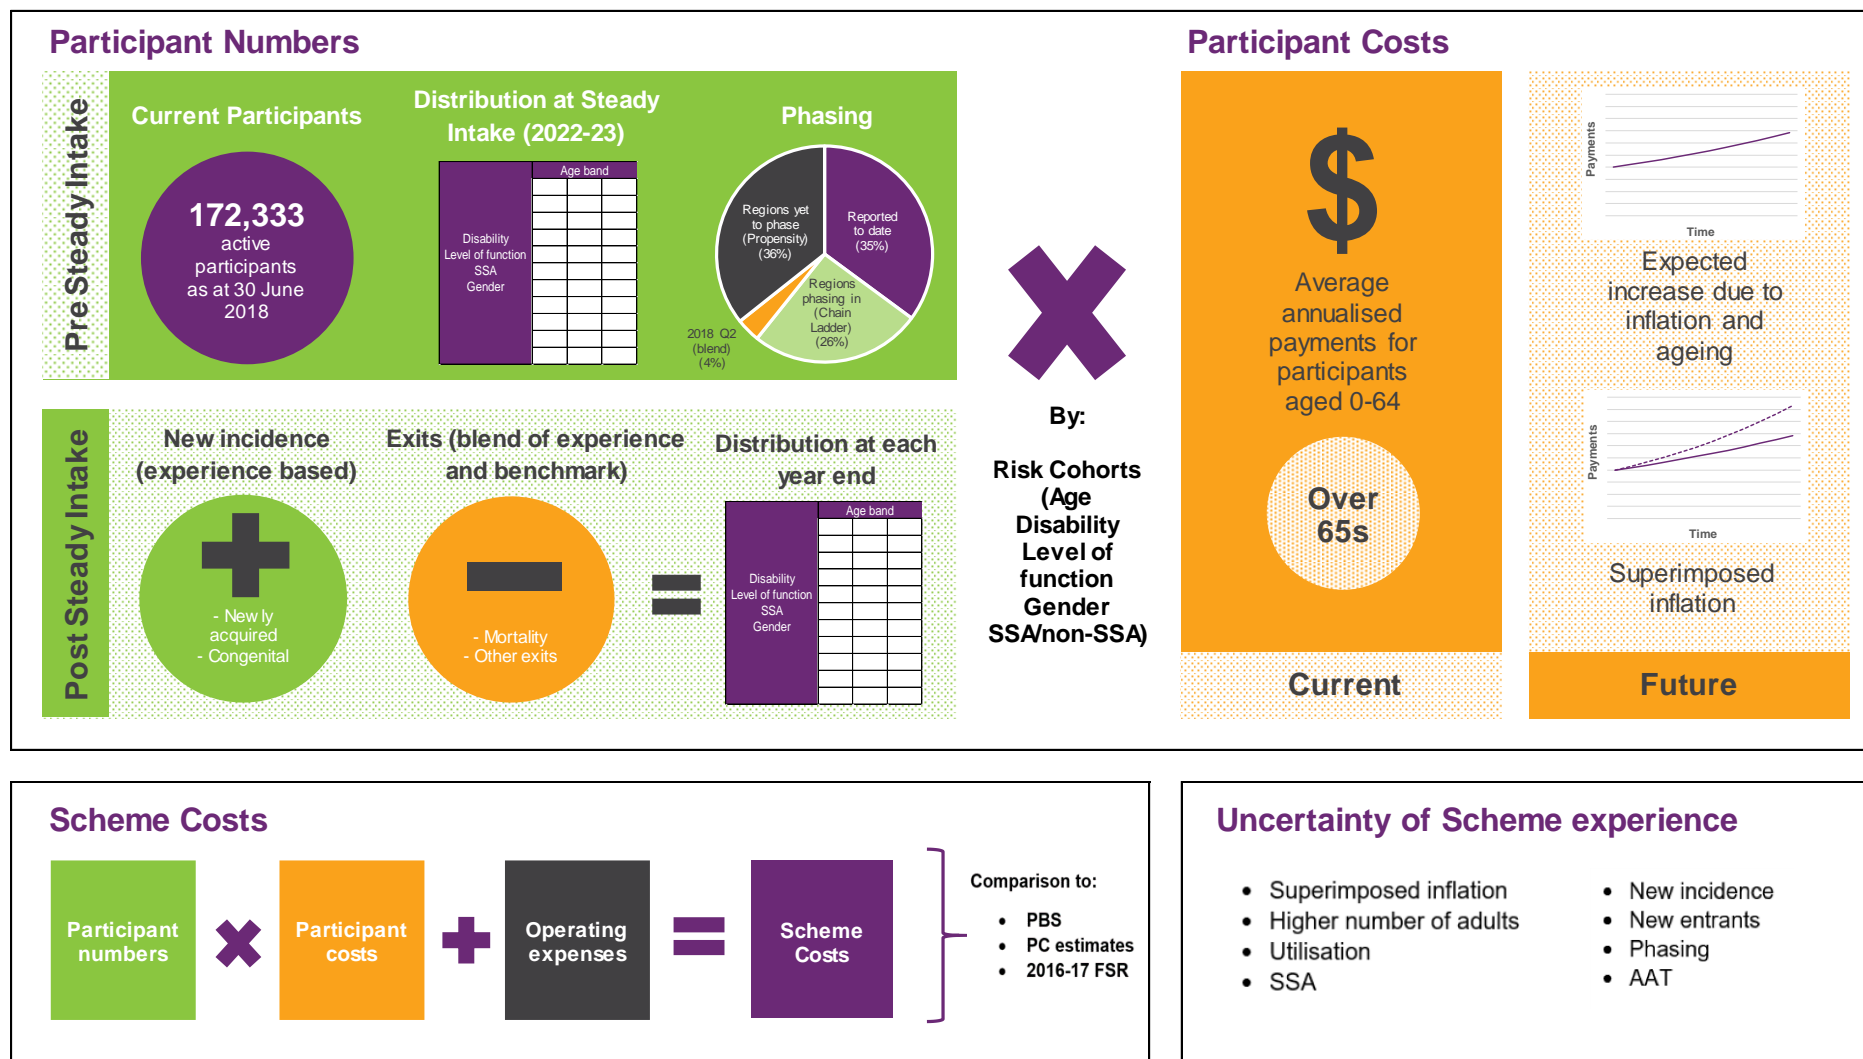 Participant Numbers
Pre Steady Intake
Current Participants
172,333
active
participants
as at 30 June
2018
Distribution at Steady
Intake (2022-23)
Age band
Disability
Level of function
SSA
Gender
Phasing
Regions yet
to phase
(Propensity)
(36%)
Reported
to date
(35%)
Regions
phasing in
(Chain
Ladder)
(26%)
2018 Q2
(blend)
(4%)
Post Steady Intake
New incidence
(experience based)
- Newly
acquired
- Congenital
Exits (blend of experience
and benchmark)
- Mortality
- Other exits
Distribution at each
year end
Age band
Disability
Level of function
SSA
Gender
By:
Risk Cohorts
(Age
Disability
Level of
function
Gender
SSA/non-SSA)
Participant Costs
$
Average
annualised
payments for
participants
aged 0-64
Over
65s
Current
Payments
Time
Expected
increase due to
inflation and
ageing
Payments
Time
Superimposed
inflation
Future
Scheme Costs
Participant
numbers
Participant
costs
Operating
expenses
Scheme
Costs
Comparison to:
• PBS
• PC estimates
• 2016-17 FSR
Uncertainty of Scheme experience
• Superimposed inflation
• Higher number of adults
• Utilisation
• SSA
• New incidence
• New entrants
• Phasing
• AAT